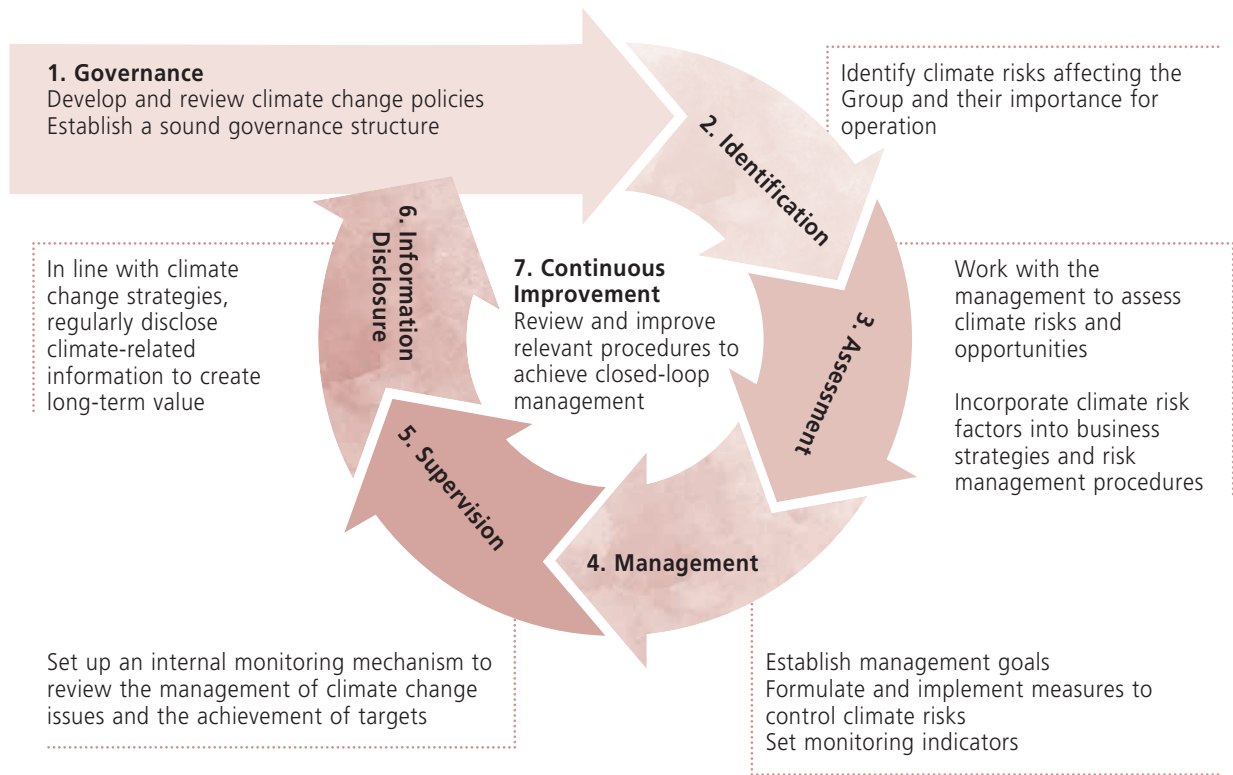 1. Governance
Develop and review climate change policies
Establish a sound governance structure
2. Identification
Identify climate risks affecting the
Group and their importance for
operation
3. Assessment
Work with the
management to assess
climate risks and
opportunities
Incorporate climate risk
factors into business
strategies and risk
management procedures
4. Management
Establish management goals
Formulate and implement measures to
control climate risks
Set monitoring indicators
5. Supervision
Set up an internal monitoring mechanism to
review the management of climate change
issues and the achievement of targets
6. Information
Disclosure
In line with climate
change strategies,
regularly disclose
climate-related
information to create
long-term value
7. Continuous
Improvement
Review and improve
relevant procedures to
achieve closed-loop
management